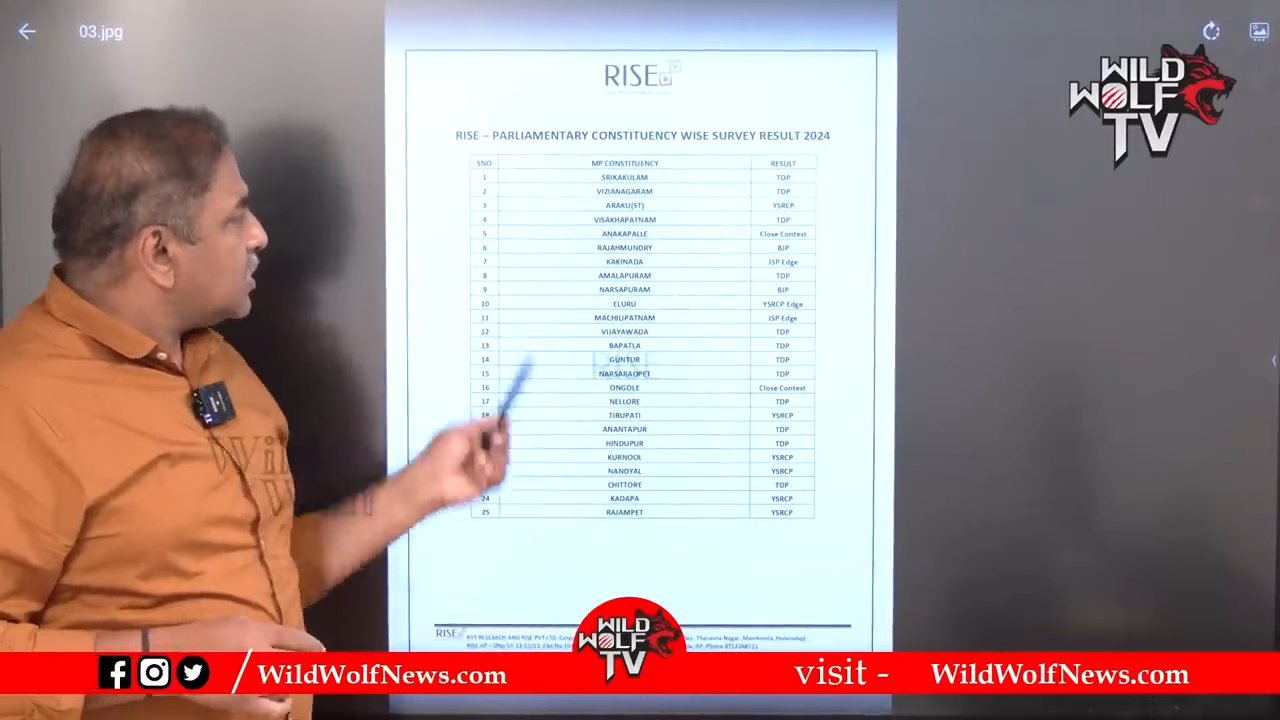 03.jpg
WILD
WOLF
TV
RISE
RISE – PARLIAMENTARY CONSTITUENCY WISE SURVEY RESULT 2024
SNO MP CONSTITUENCY RESULT
1 SRIKAKULAM TDP
2 VIZIANAGARAM TDP
3 ARAKU(ST) YSRCP
4 VISAKHAPATNAM TDP
5 ANAKAPALLE Close Contest
6 RAJAHMUNDRY BJP
7 KAKINADA JSP Edge
8 AMALAPURAM TDP
9 NARSAPURAM BJP
10 ELURU YSRCP Edge
11 MACHILIPATNAM JSP Edge
12 VIJAYAWADA TDP
13 BAPATLA TDP
14 GUNTUR TDP
15 NARSARAOPET TDP
16 ONGOLE Close Contest
17 NELLORE TDP
18 TIRUPATI YSRCP
ANANTAPUR TDP
HINDUPUR TDP
KURNOOL YSRCP
NANDYAL YSRCP
CHITTORE TDP
24 KADAPA YSRCP
25 RAJAMPET YSRCP
RISE
WILD
WOLF
TV
WildWolfNews.com
visit - WildWolfNews.com